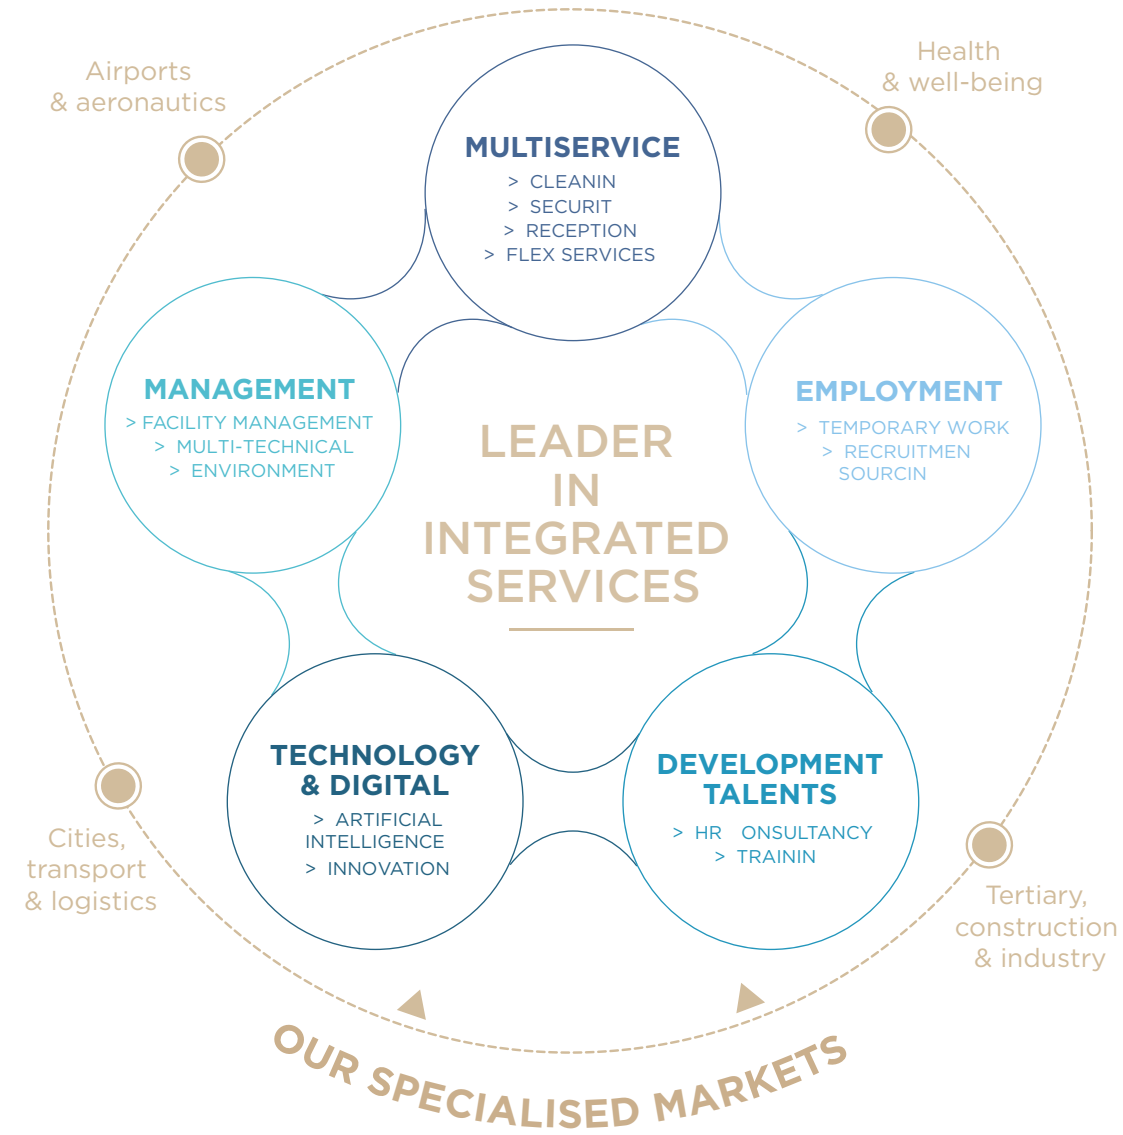 Airports
& aeronautics
Health
& well-being
MULTISERVICE
> CLEANIN
> SECURIT
> RECEPTION
> FLEX SERVICES
MANAGEMENT
> FACILITY MANAGEMENT
> MULTI-TECHNICAL
> ENVIRONMENT
EMPLOYMENT
> TEMPORARY WORK
> RECRUITMEN
SOURCIN
LEADER
IN
INTEGRATED
SERVICES
TECHNOLOGY
& DIGITAL
> ARTIFICIAL
INTELLIGENCE
> INNOVATION
DEVELOPMENT
TALENTS
> HR ONSULTANCY
> TRAININ
Cities,
transport
& logistics
Tertiary,
construction
& industry
OUR SPECIALISED MARKETS